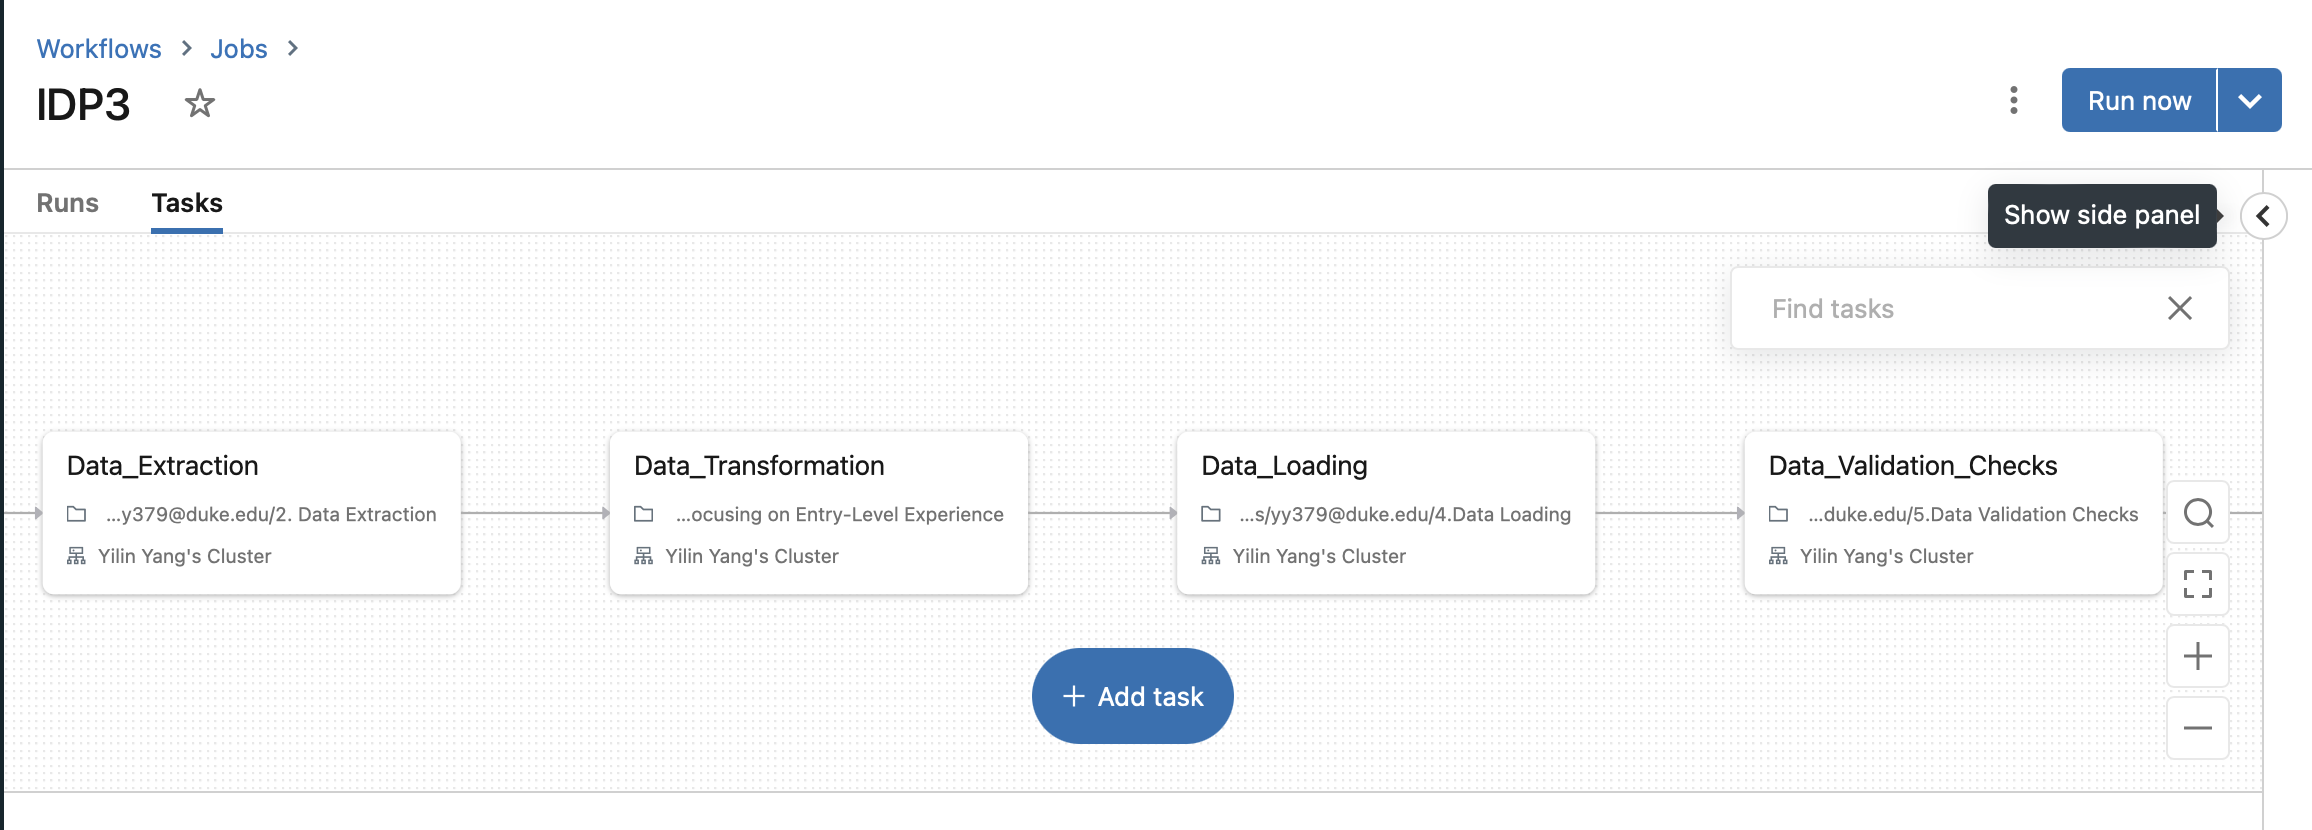 Workflows > Jobs >
IDP3
Run now
Runs Tasks
Show side panel
Find tasks
Data_Extraction
...y379@duke.edu/2. Data Extraction
Yilin Yang's Cluster
Data_Transformation
...ocusing on Entry-Level Experience
Yilin Yang's Cluster
Data_Loading
...s/yy379@duke.edu/4.Data Loading
Yilin Yang's Cluster
Data_Validation_Checks
...duke.edu/5.Data Validation Checks
Yilin Yang's Cluster
+ Add task